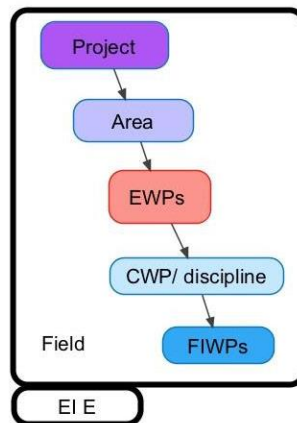 Project
Area
EWPs
CWP/ discipline
FIWPs
Field
EI E